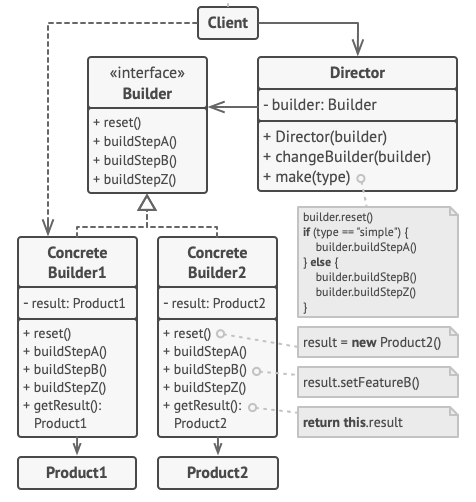 Client
«interface»
Builder
+ reset()
+ buildStepA()
+ buildStepB()
+ buildStepZ()
Director
- builder: Builder
+ Director(builder)
+ changeBuilder(builder)
+ make(type)
builder.reset()
if (type == "simple") {
builder.buildStepA()
} else {
builder.buildStepB()
builder.buildStepZ()
}
Concrete
Builder1
- result: Product1
+ reset()
+ buildStepA()
+ buildStepB()
+ buildStepZ()
+ getResult():
Product1
Concrete
Builder2
- result: Product2
+ reset()
+ buildStepA()
+ buildStepB()
+ buildStepZ()
+ getResult():
Product2
result = new Product2()
result.setFeatureB()
return this.result
Product1
Product2